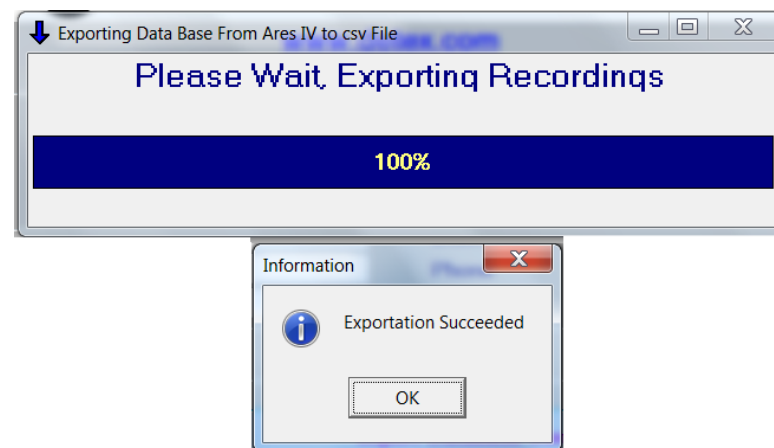 Exporting Data Base From Ares IV to csv File
Please Wait, Exporting Recordings
100%
Information
Exportation Succeeded
OK